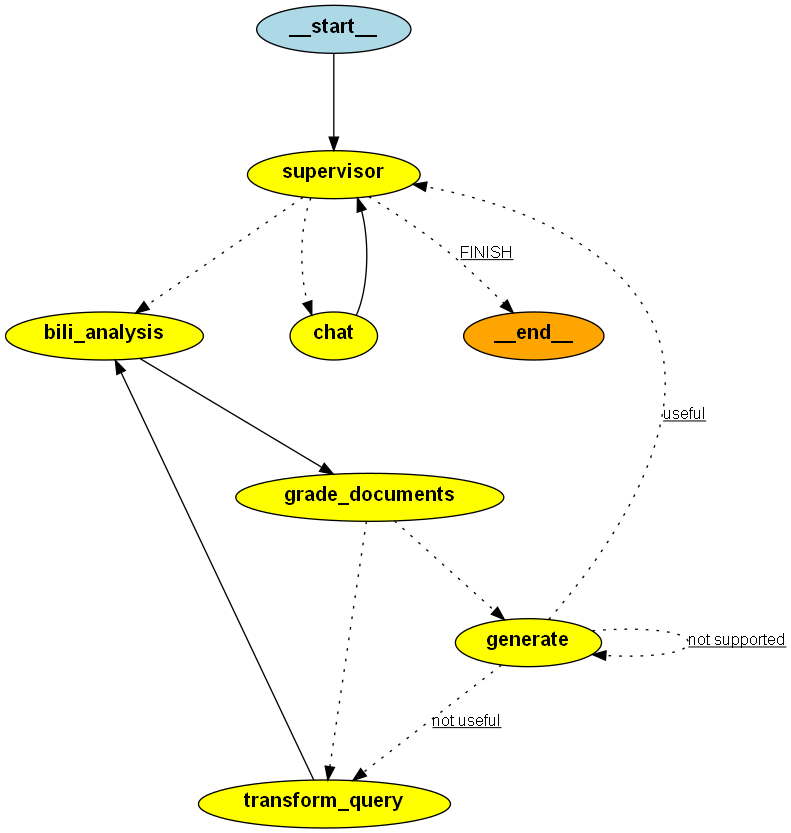 __start__
supervisor
FINISH
bili_analysis
chat
__end__
useful
grade_documents
generate
not supported
not useful
transform_query